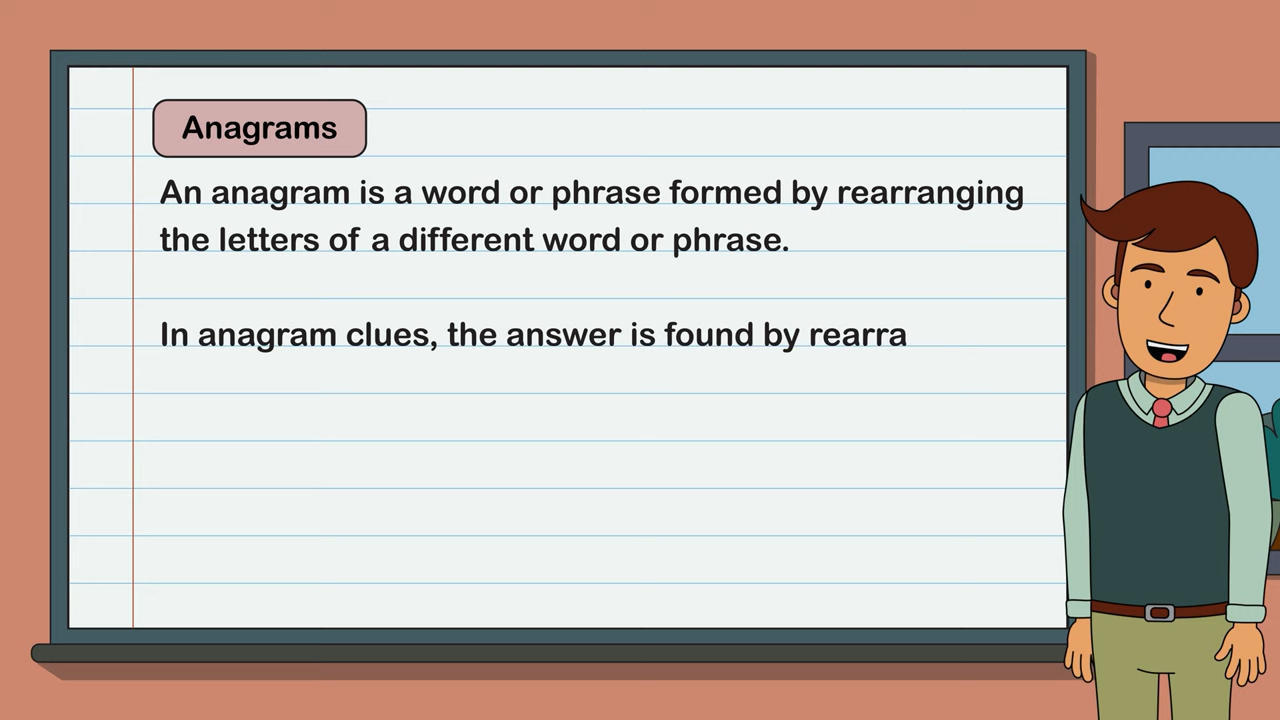 Anagrams
An anagram is a word or phrase formed by rearranging
the letters of a different word or phrase.
In anagram clues, the answer is found by rearra